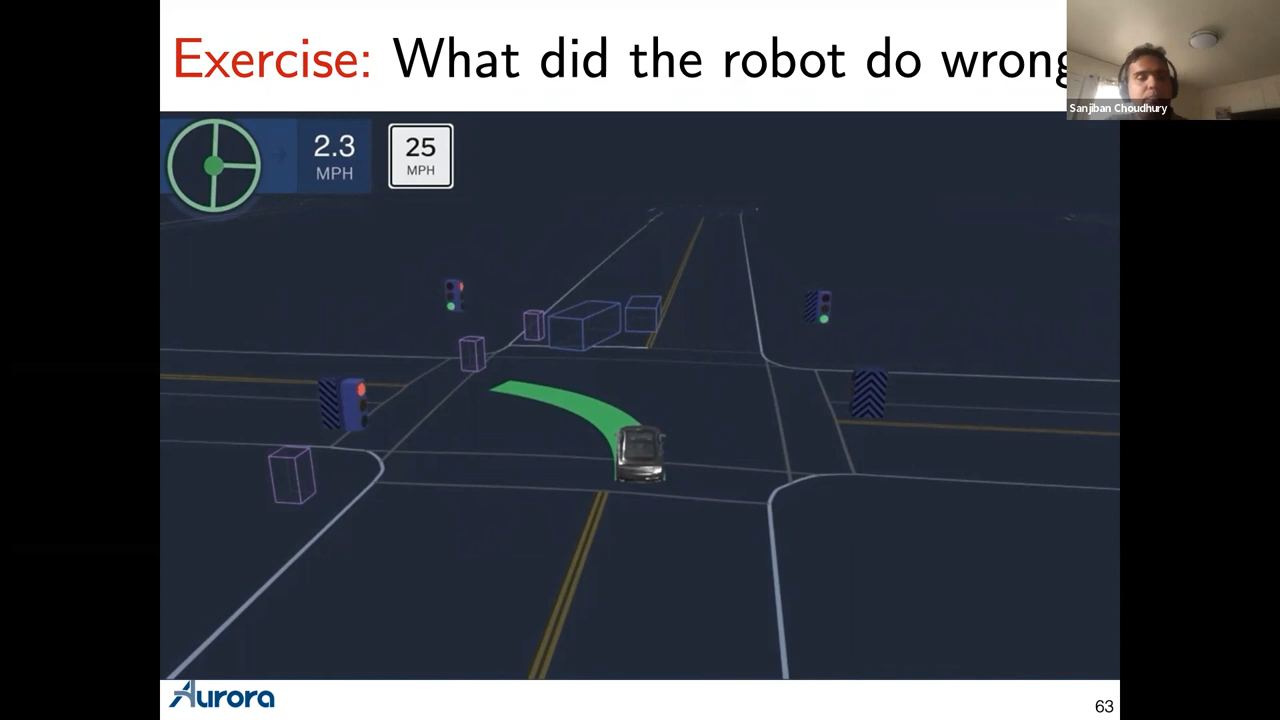 Exercise: What did the robot do wrong
Sanjiban Choudhury
2.3
MPH
25
MPH
Aurora
63